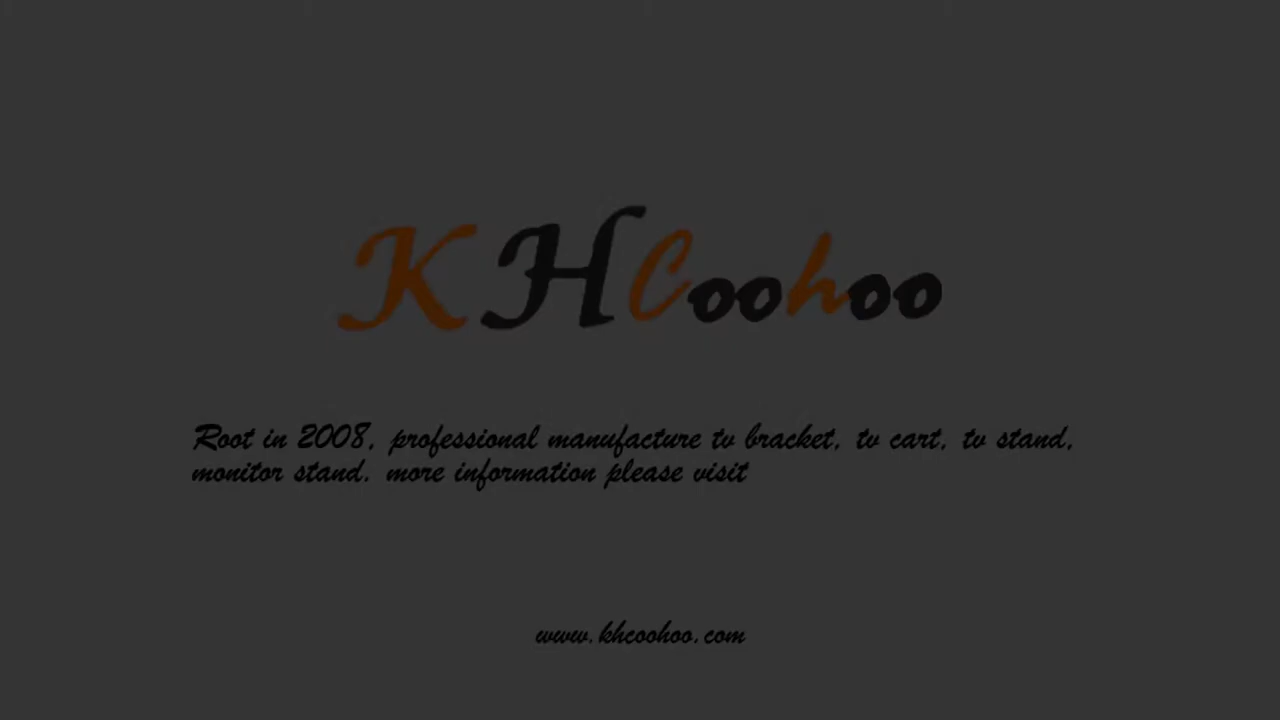 KHCoohoo
Root in 2008, professional manufacture tv bracket, tv cart, tv stand,
monitor stand. more information please visit
www.khcoohoo.com